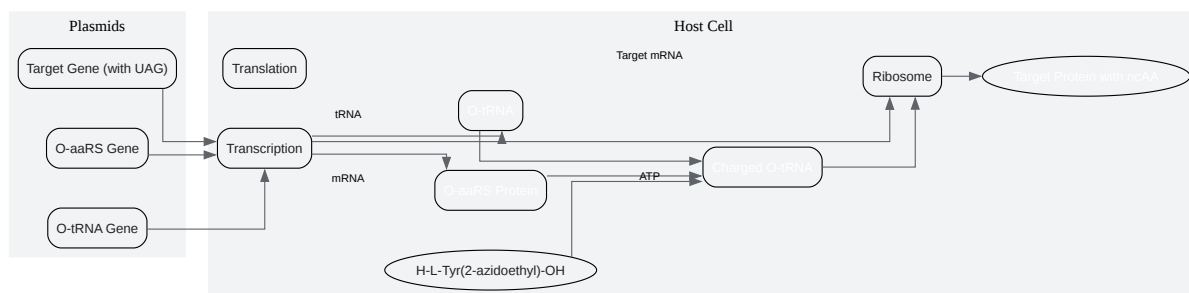 Plasmids
Host Cell
Target Gene (with UAG)
Translation
Target mRNA
Ribosome
Target Protein with ncAA
tRNA
O-tRNA
O-aaRS Gene
Transcription
mRNA
O-aaRS Protein
ATP
Charged O-tRNA
O-tRNA Gene
H-L-Tyr(2-azidoethyl)-OH